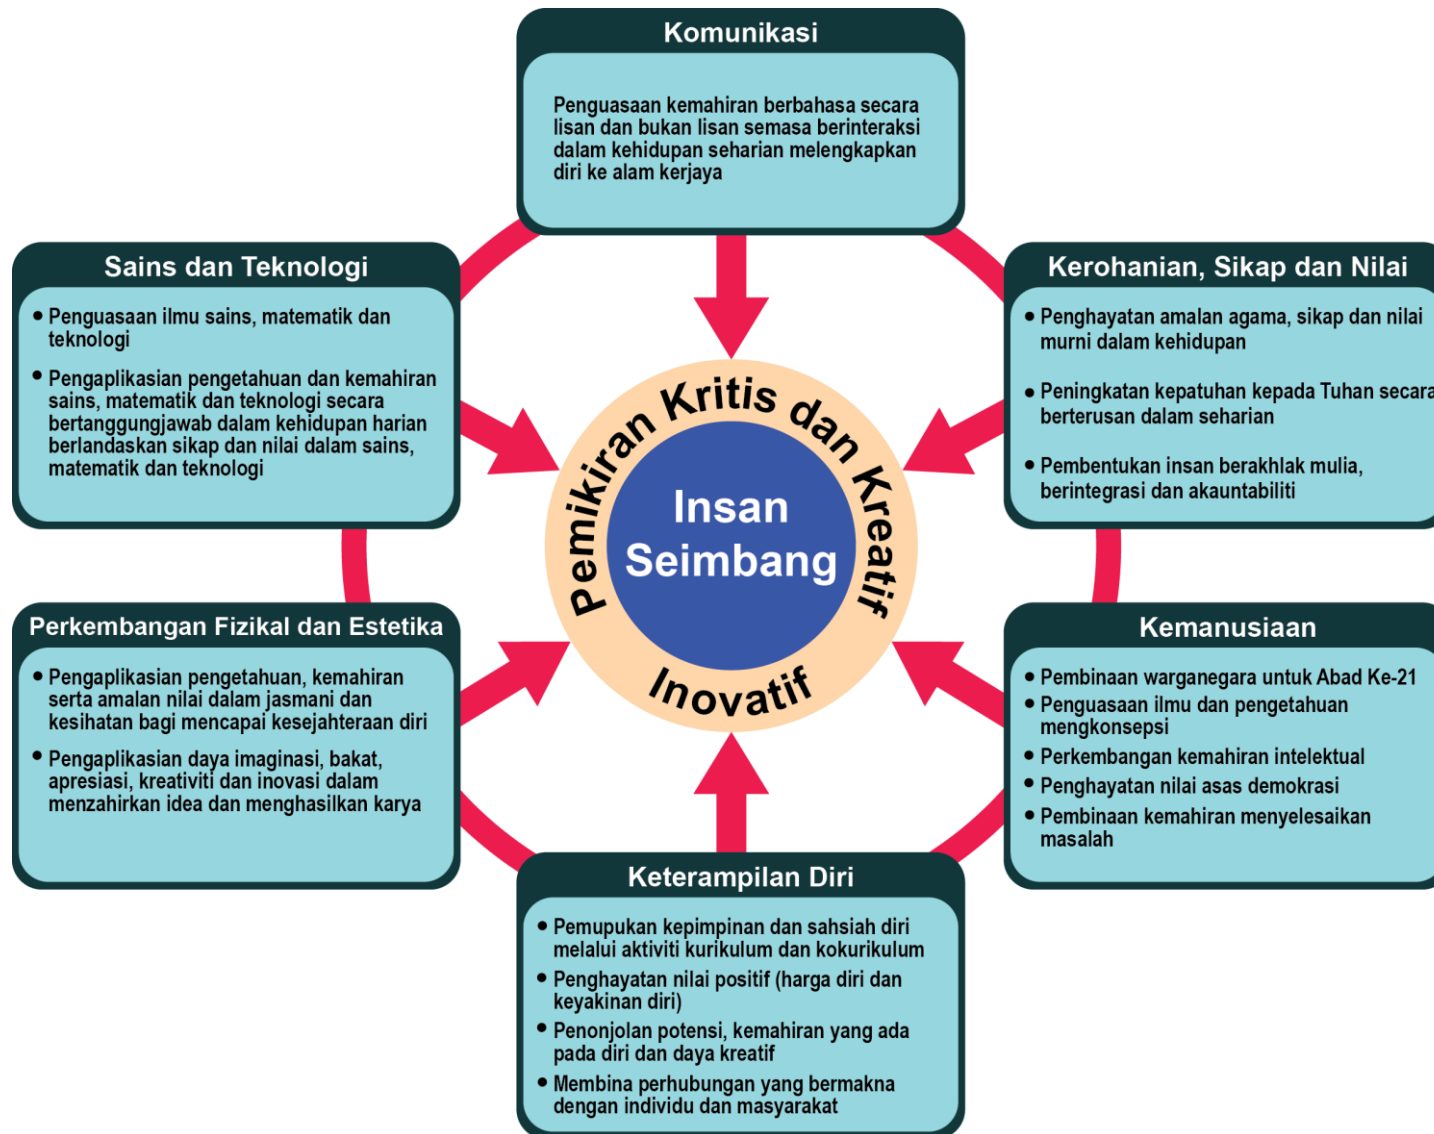 Komunikasi
Penguasaan kemahiran berbahasa secara
lisan dan bukan lisan semasa berinteraksi
dalam kehidupan seharian melengkapkan
diri ke alam kerjaya
Sains dan Teknologi
• Penguasaan ilmu sains, matematik dan
teknologi
• Pengaplikasian pengetahuan dan kemahiran
sains, matematik dan teknologi secara
bertanggungjawab dalam kehidupan harian
berlandaskan sikap dan nilai dalam sains,
matematik dan teknologi
Kerohanian, Sikap dan Nilai
• Penghayatan amalan agama, sikap dan nilai
murni dalam kehidupan
• Peningkatan kepatuhan kepada Tuhan secara
berterusan dalam seharian
• Pembentukan insan berakhlak mulia,
berintegrasi dan akauntabiliti
Pemikiran Kritis dan Kreatif
Insan
Seimbang
Inovatif
Perkembangan Fizikal dan Estetika
• Pengaplikasian pengetahuan, kemahiran
serta amalan nilai dalam jasmani dan
kesihatan bagi mencapai kesejahteraan diri
• Pengaplikasian daya imaginasi, bakat,
apresiasi, kreativiti dan inovasi dalam
menzahirkan idea dan menghasilkan karya
Kemanusiaan
• Pembinaan warganegara untuk Abad Ke-21
• Penguasaan ilmu dan pengetahuan
mengkonsepsi
• Perkembangan kemahiran intelektual
• Penghayatan nilai asas demokrasi
• Pembinaan kemahiran menyelesaikan
masalah
Keterampilan Diri
• Pemupukan kepimpinan dan sahsiah diri
melalui aktiviti kurikulum dan kokurikulum
• Penghayatan nilai positif (harga diri dan
keyakinan diri)
• Penonjolan potensi, kemahiran yang ada
pada diri dan daya kreatif
• Membina perhubungan yang bermakna
dengan individu dan masyarakat